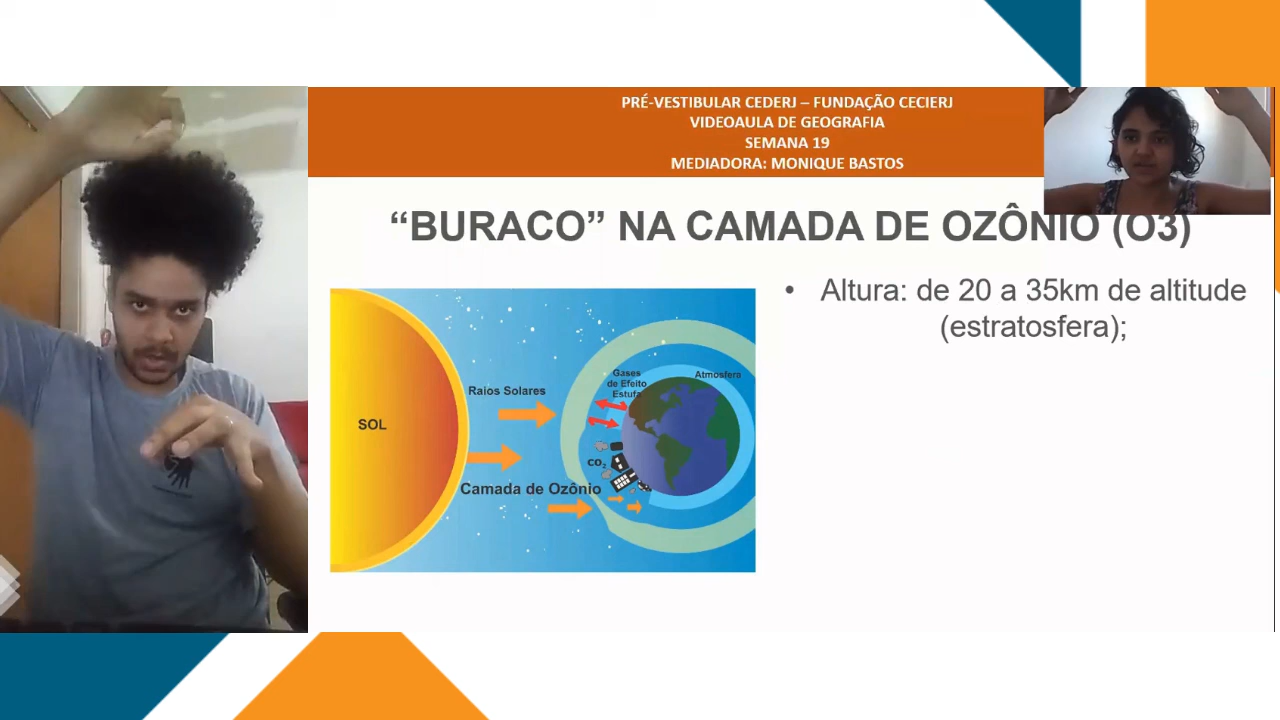 PRÉ-VESTIBULAR CEDERJ – FUNDAÇÃO CECIERJ
VIDEOAULA DE GEOGRAFIA
SEMANA 19
MEDIADORA: MONIQUE BASTOS
“BURACO” NA CAMADA DE OZÔNIO (O3)
• Altura: de 20 a 35km de altitude
(estratosfera);
Gases
de Efeito
Estufa
Atmosfera
Raios Solares
SOL
CO2
Camada de Ozônio